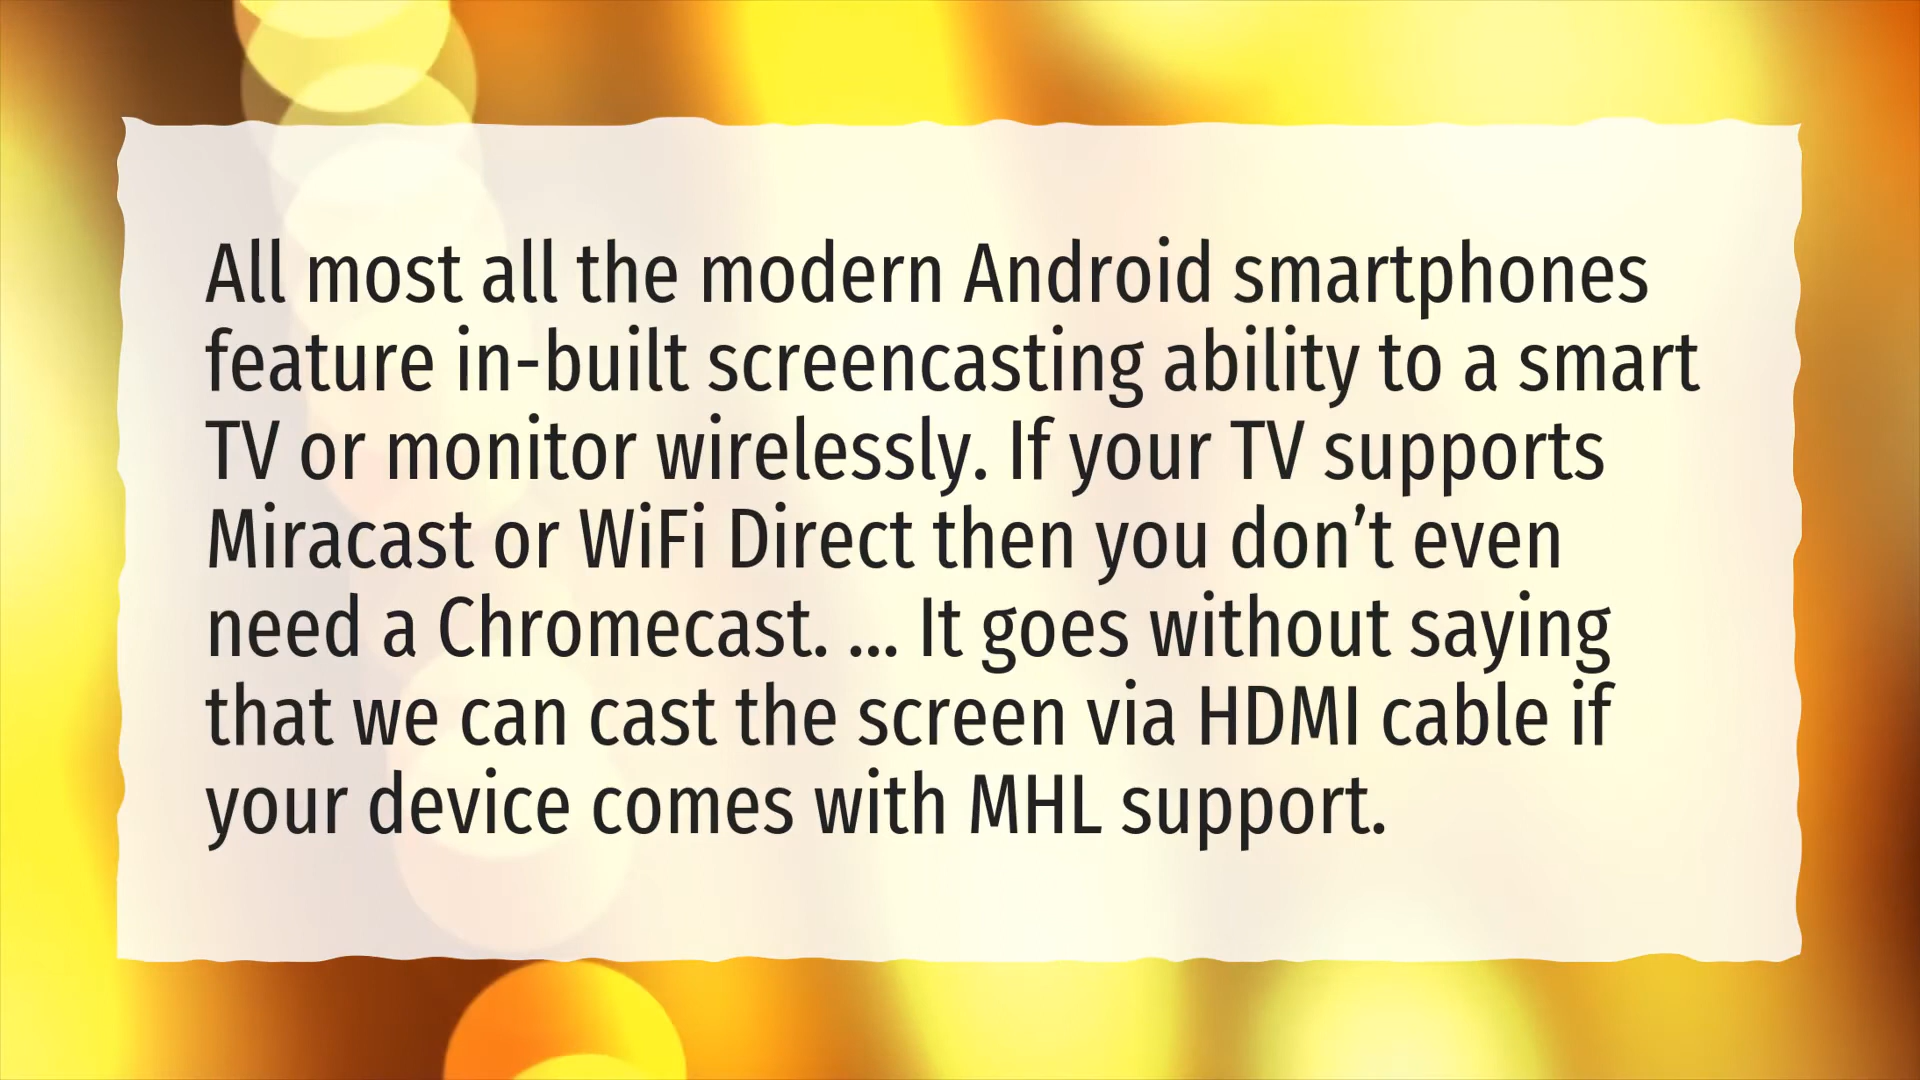 All most all the modern Android smartphones
feature in-built screencasting ability to a smart
TV or monitor wirelessly. If your TV supports
Miracast or WiFi Direct then you don’t even
need a Chromecast. ... It goes without saying
that we can cast the screen via HDMI cable if
your device comes with MHL support.